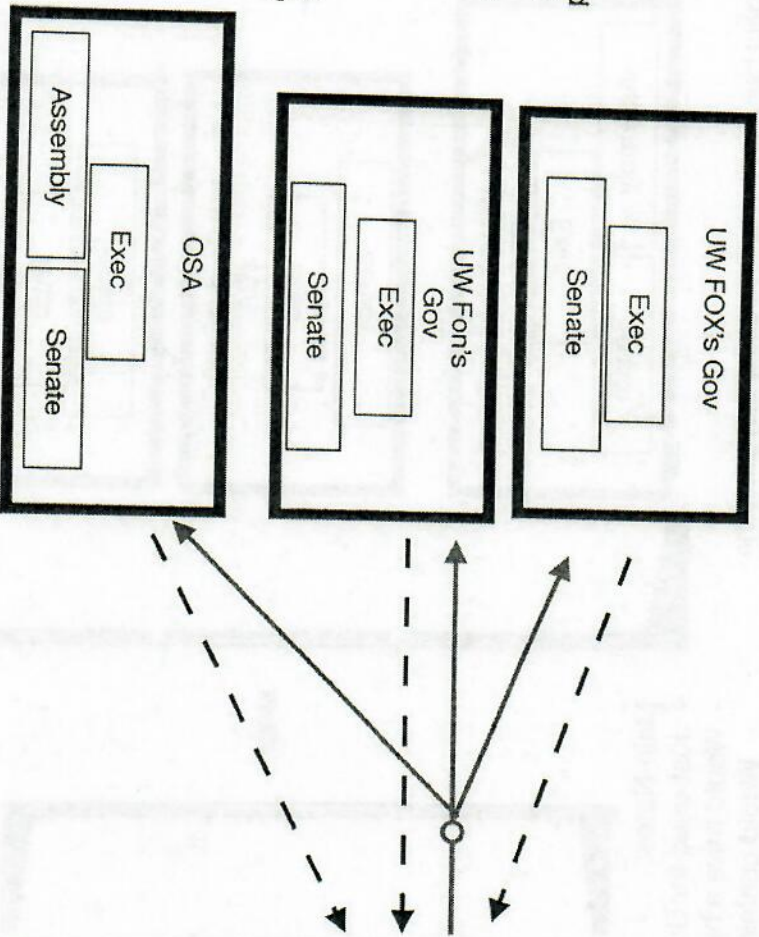 UW FOX's Gov
Exec
Senate
UW Fon's
Gov
Exec
Senate
OSA
Exec
Assembly Senate